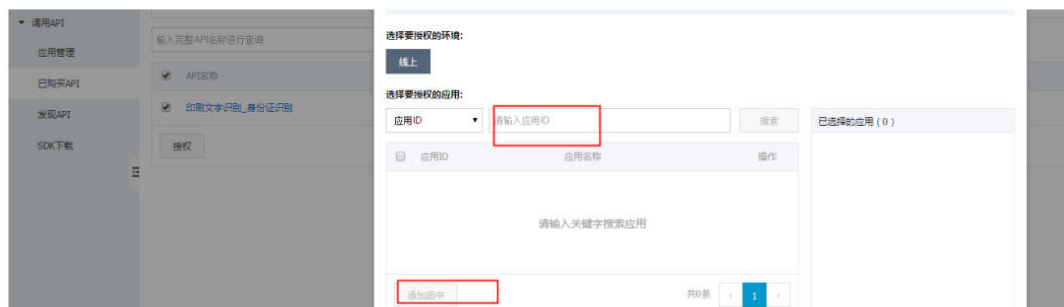 调用API
应用管理
已购买API
发现API
SDK下载
输入完整API名称进行查询
API名称
印刷文字识别_身份证识别
授权
选择要授权的环境:
线上
选择要授权的应用:
应用ID
请输入应用ID
搜索
已选择的应用 ( 0 )
应用ID
应用名称
操作
请输入关键字搜索应用
添加选中
共0条
1